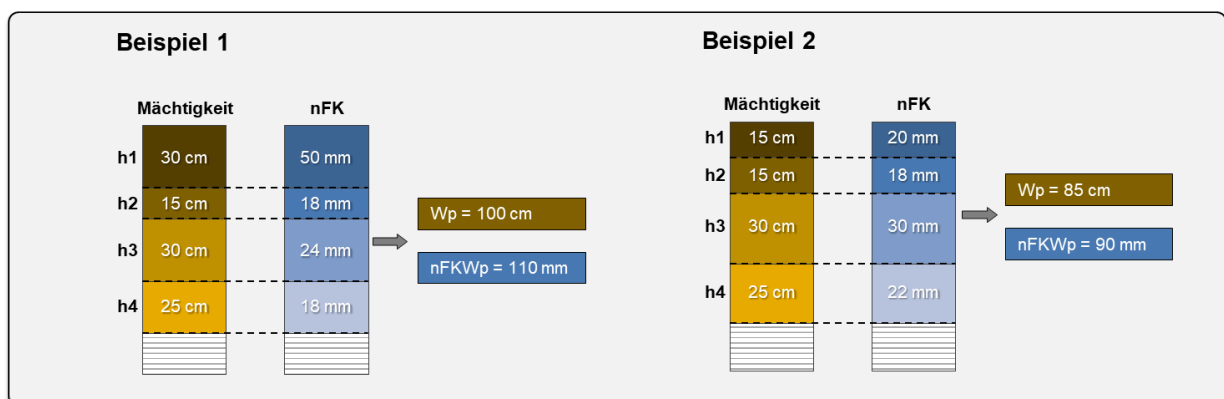 Beispiel 1
Mächtigkeit nFK
h1 30 cm 50 mm
h2 15 cm 18 mm
h3 30 cm 24 mm
h4 25 cm 18 mm
Wp = 100 cm
nFKWp = 110 mm
Beispiel 2
Mächtigkeit nFK
h1 15 cm 20 mm
h2 15 cm 18 mm
h3 30 cm 30 mm
h4 25 cm 22 mm
Wp = 85 cm
nFKWp = 90 mm